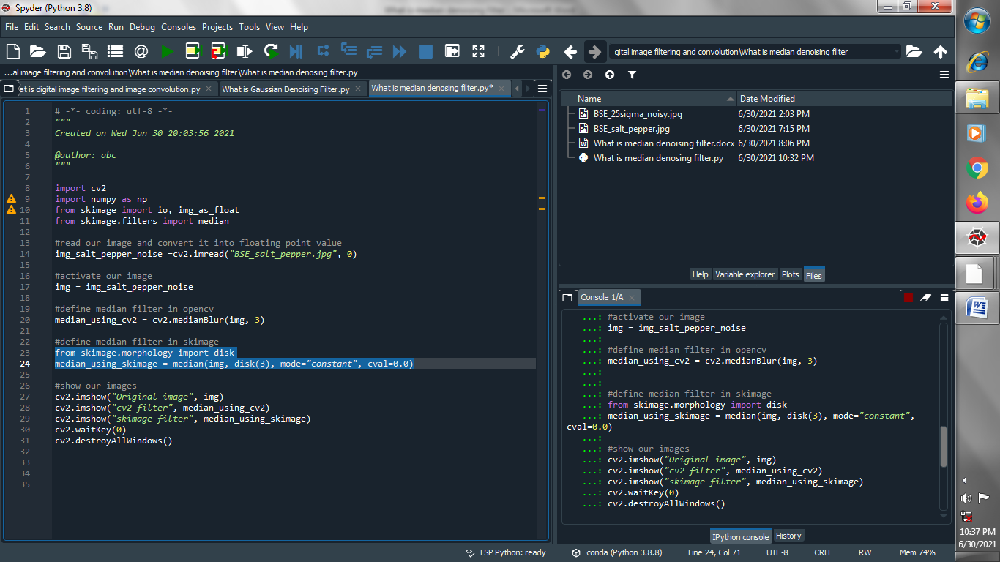 Spyder (Python 3.8)
File Edit Search Source Run Debug Consoles Projects Tools View Help
gital image filtering and convolution\What is median denoising filter
...al image filtering and convolution\What is median denoising filter\What is median denosing filter.py
at is digital image filtering and image convolution.py
What is Gaussian Denoising Filter.py
What is median denosing filter.py*
1 # -*- coding: utf-8 -*-
2 """
3 Created on Wed Jun 30 20:03:56 2021
4
5 @author: abc
6 """
7
8 import cv2
9 import numpy as np
10 from skimage import io, img_as_float
11 from skimage.filters import median
12
13 #read our image and convert it into floating point value
14 img_salt_pepper_noise =cv2.imread("BSE_salt_pepper.jpg", 0)
15
16 #activate our image
17 img = img_salt_pepper_noise
18
19 #define median filter in opencv
20 median_using_cv2 = cv2.medianBlur(img, 3)
21
22 #define median filter in skimage
23 from skimage.morphology import disk
24 median_using_skimage = median(img, disk(3), mode="constant", cval=0.0)
25
26 #show our images
27 cv2.imshow("Original image", img)
28 cv2.imshow("cv2 filter", median_using_cv2)
29 cv2.imshow("skimage filter", median_using_skimage)
30 cv2.waitKey(0)
31 cv2.destroyAllWindows()
32
33
34
35
Name Date Modified
BSE_25sigma_noisy.jpg 6/30/2021 2:03 PM
BSE_salt_pepper.jpg 6/30/2021 7:15 PM
What is median denoising filter.docx 6/30/2021 8:06 PM
What is median denosing filter.py 6/30/2021 10:32 PM
Help Variable explorer Plots Files
Console 1/A
...: #activate our image
...: img = img_salt_pepper_noise
...:
...: #define median filter in opencv
...: median_using_cv2 = cv2.medianBlur(img, 3)
...:
...:
...: #define median filter in skimage
...: from skimage.morphology import disk
...: median_using_skimage = median(img, disk(3), mode="constant",
cval=0.0)
...:
...: #show our images
...: cv2.imshow("Original image", img)
...: cv2.imshow("cv2 filter", median_using_cv2)
...: cv2.imshow("skimage filter", median_using_skimage)
...: cv2.waitKey(0)
...: cv2.destroyAllWindows()
IPython console History
LSP Python: ready conda (Python 3.8.8) Line 24, Col 71 UTF-8 CRLF RW Mem 74%
10:37 PM
6/30/2021